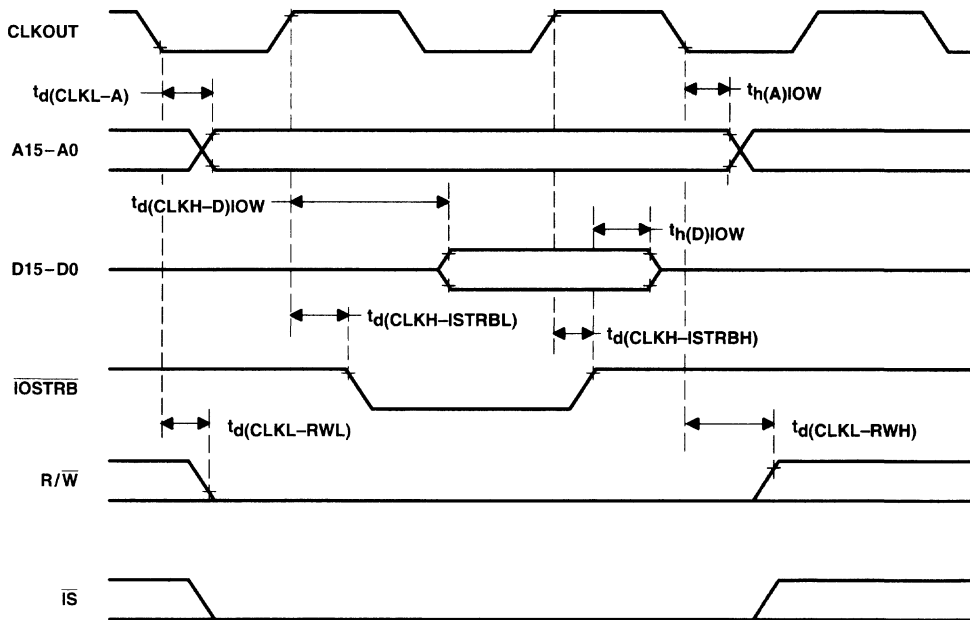 CLKOUT
td(CLKL–A)
th(A)IOW
A15–A0
td(CLKH–D)IOW
th(D)IOW
D15–D0
td(CLKH–ISTRBL)
td(CLKH–ISTRBH)
IOSTRB
td(CLKL–RWL)
td(CLKL–RWH)
R/W
IS